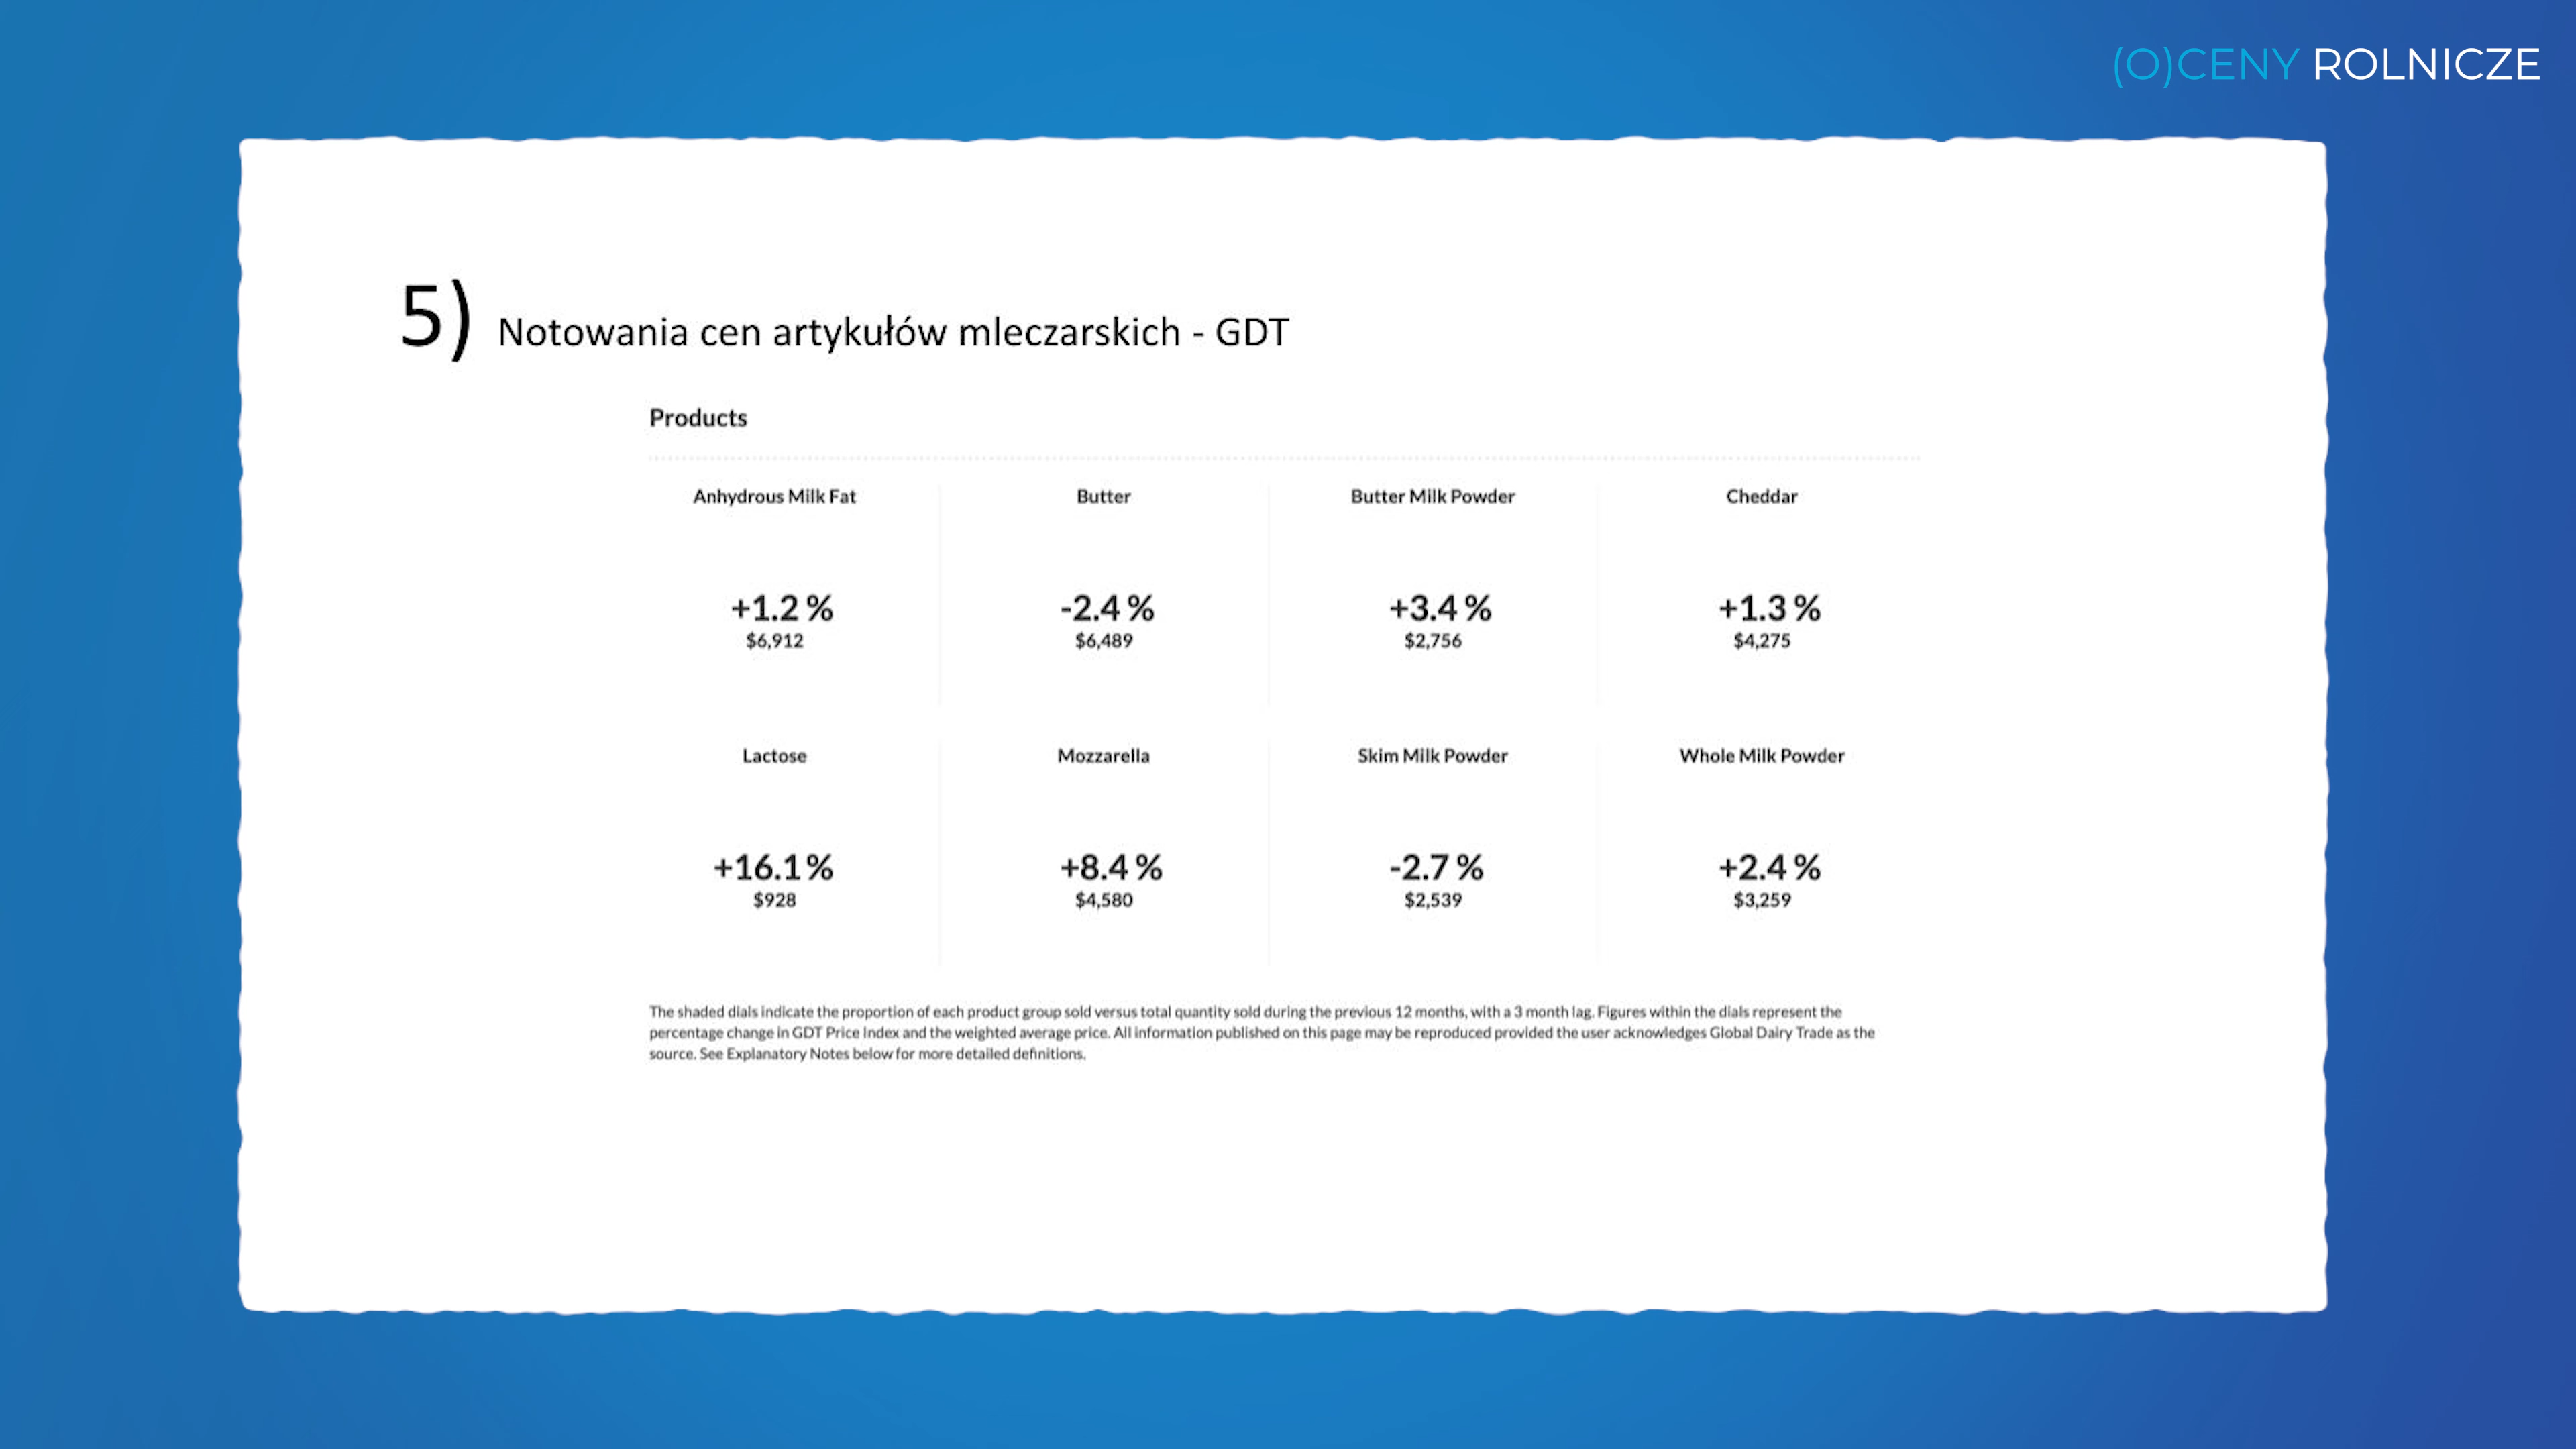 (O)CENY ROLNICZE
5) Notowania cen artykułów mleczarskich - GDT
Products
Anhydrous Milk Fat Butter Butter Milk Powder Cheddar
+1.2 % -2.4 % +3.4 % +1.3 %
$6,912 $6,489 $2,756 $4,275
Lactose Mozzarella Skim Milk Powder Whole Milk Powder
+16.1 % +8.4 % -2.7 % +2.4 %
$928 $4,580 $2,539 $3,259
The shaded dials indicate the proportion of each product group sold versus total quantity sold during the previous 12 months, with a 3 month lag. Figures within the dials represent the
percentage change in GDT Price Index and the weighted average price. All information published on this page may be reproduced provided the user acknowledges Global Dairy Trade as the
source. See Explanatory Notes below for more detailed definitions.